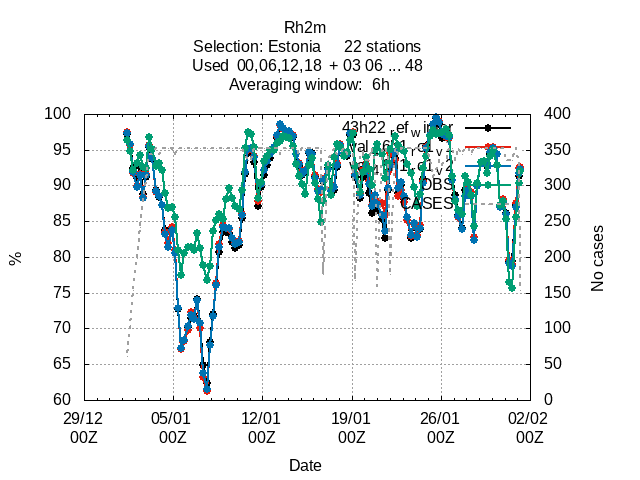 Rh2m
Selection: Estonia 22 stations
Used 00,06,12,18 + 03 06 ... 48
Averaging window: 6h
100
95
90
85
80
75
70
65
60
400
350
300
250
200
150
100
50
0
%
No cases
43h22
OBS
CASES
29/12 00Z
05/01 00Z
12/01 00Z
19/01 00Z
26/01 00Z
02/02 00Z
Date